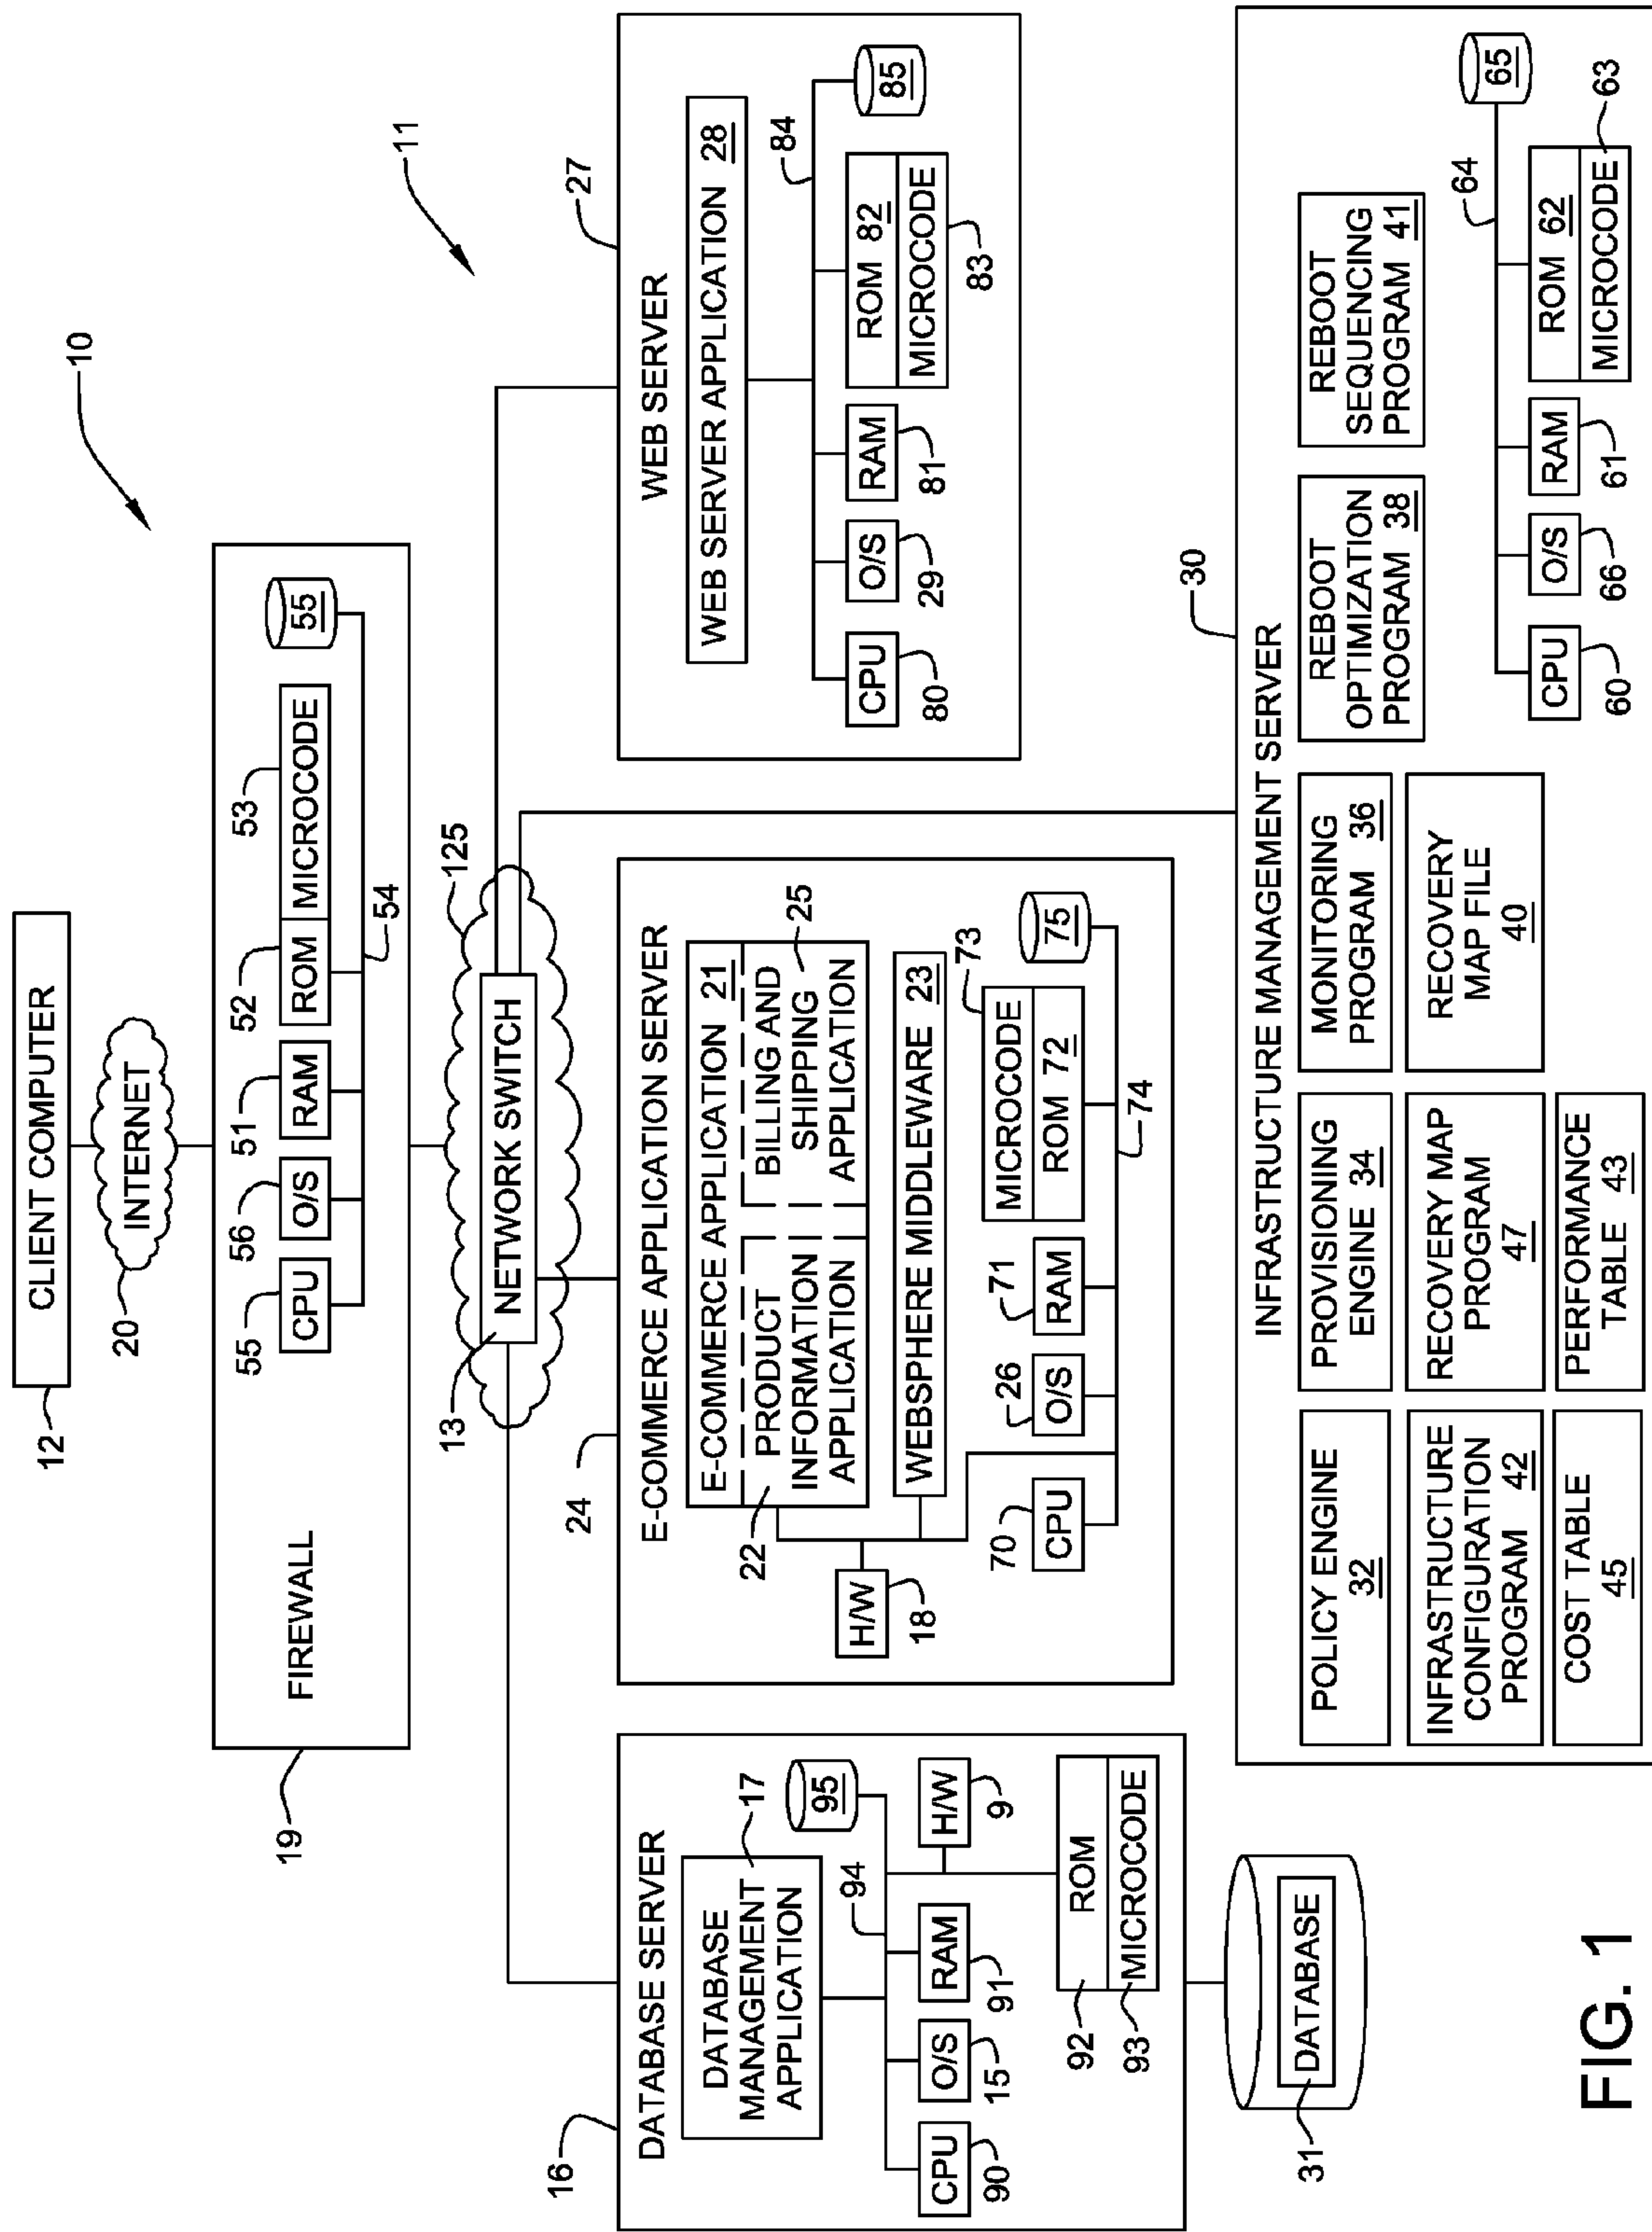 10
CLIENT COMPUTER
12
INTERNET
20
FIREWALL
19
CPU
55
O/S
56
RAM
51
ROM
52
MICROCODE
53
54
55
11
125
NETWORK SWITCH
13
16
DATABASE SERVER
DATABASE
MANAGEMENT
APPLICATION
17
95
94
CPU
90
O/S
15
RAM
91
H/W
9
ROM
92
MICROCODE
93
DATABASE
31
24
E-COMMERCE APPLICATION SERVER
E-COMMERCE APPLICATION 21
PRODUCT
INFORMATION
APPLICATION
22
BILLING AND
SHIPPING
APPLICATION
25
WEBSPHERE MIDDLEWARE 23
H/W
18
CPU
70
O/S
26
RAM
71
MICROCODE
73
ROM 72
75
74
27
WEB SERVER
WEB SERVER APPLICATION 28
84
85
CPU
80
O/S
29
RAM
81
ROM 82
MICROCODE
83
30
INFRASTRUCTURE MANAGEMENT SERVER
POLICY ENGINE
32
PROVISIONING
ENGINE 34
MONITORING
PROGRAM 36
REBOOT
OPTIMIZATION
PROGRAM 38
REBOOT
SEQUENCING
PROGRAM 41
INFRASTRUCTURE
CONFIGURATION
PROGRAM 42
RECOVERY MAP
PROGRAM
47
RECOVERY
MAP FILE
40
COST TABLE
45
PERFORMANCE
TABLE 43
64
65
CPU
60
O/S
66
RAM
61
ROM 62
MICROCODE
63
FIG. 1